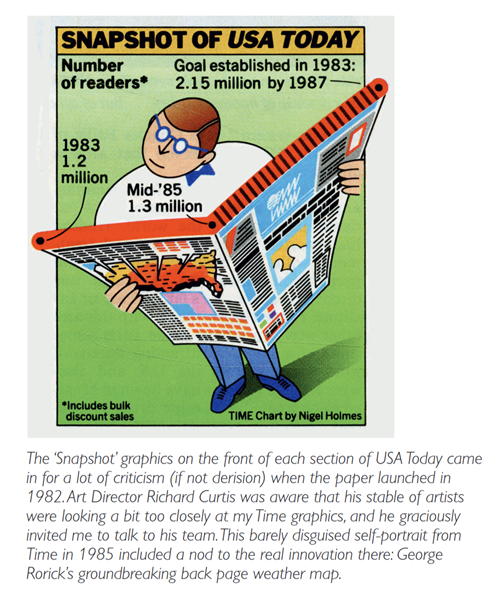 SNAPSHOT OF USA TODAY
Number
of readers*
Goal established in 1983:
2.15 million by 1987
1983
1.2
million
Mid-'85
1.3 million
*Includes bulk
discount sales
TIME Chart by Nigel Holmes
The ‘Snapshot’ graphics on the front of each section of USA Today came
in for a lot of criticism (if not derision) when the paper launched in
1982. Art Director Richard Curtis was aware that his stable of artists
were looking a bit too closely at my Time graphics, and he graciously
invited me to talk to his team. This barely disguised self-portrait from
Time in 1985 included a nod to the real innovation there: George
Rorick’s groundbreaking back page weather map.